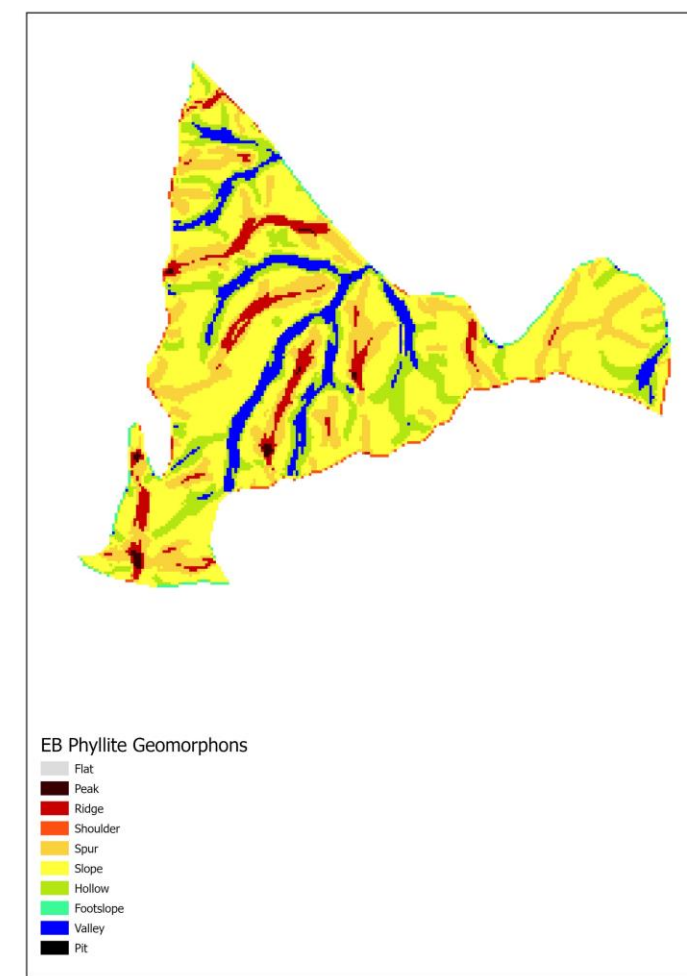 EB Phyllite Geomorphons
Flat
Peak
Ridge
Shoulder
Spur
Slope
Hollow
Footslope
Valley
Pit